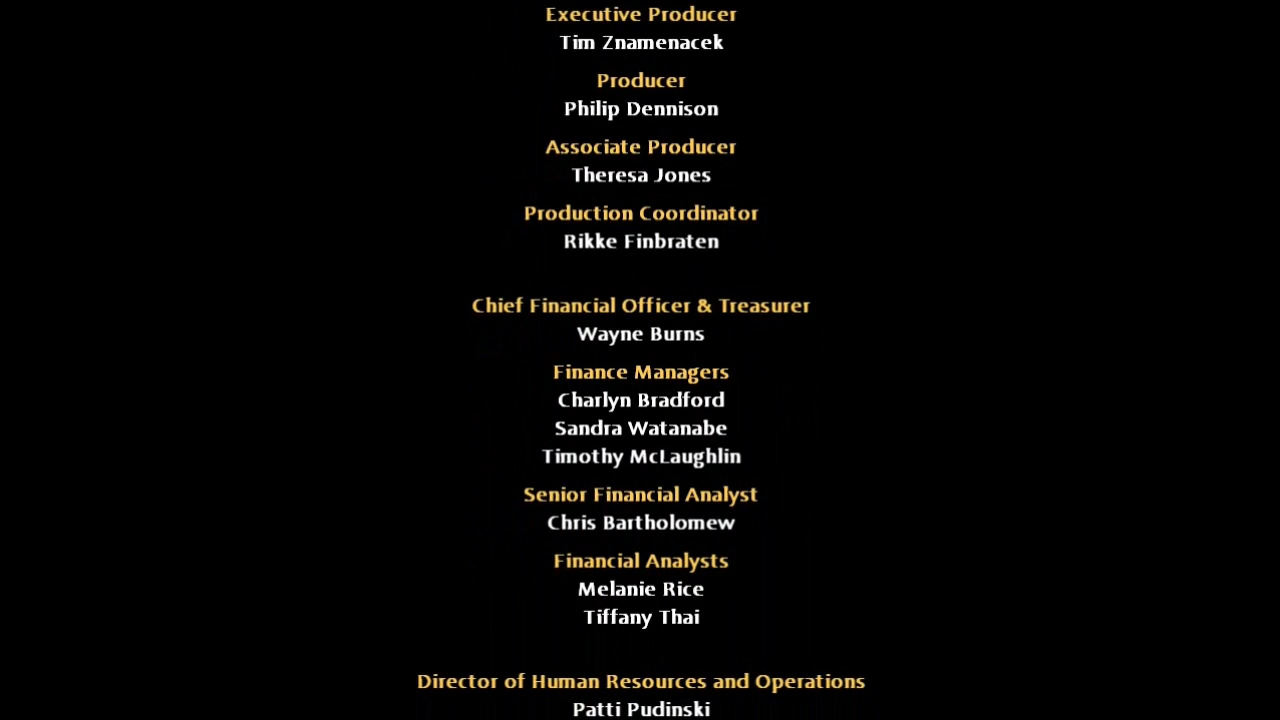 Executive Producer
Tim Znamenacek
Producer
Philip Dennison
Associate Producer
Theresa Jones
Production Coordinator
Rikke Finbraten
Chief Financial Officer & Treasurer
Wayne Burns
Finance Managers
Charlyn Bradford
Sandra Watanabe
Timothy McLaughlin
Senior Financial Analyst
Chris Bartholomew
Financial Analysts
Melanie Rice
Tiffany Thai
Director of Human Resources and Operations
Patti Pudinski